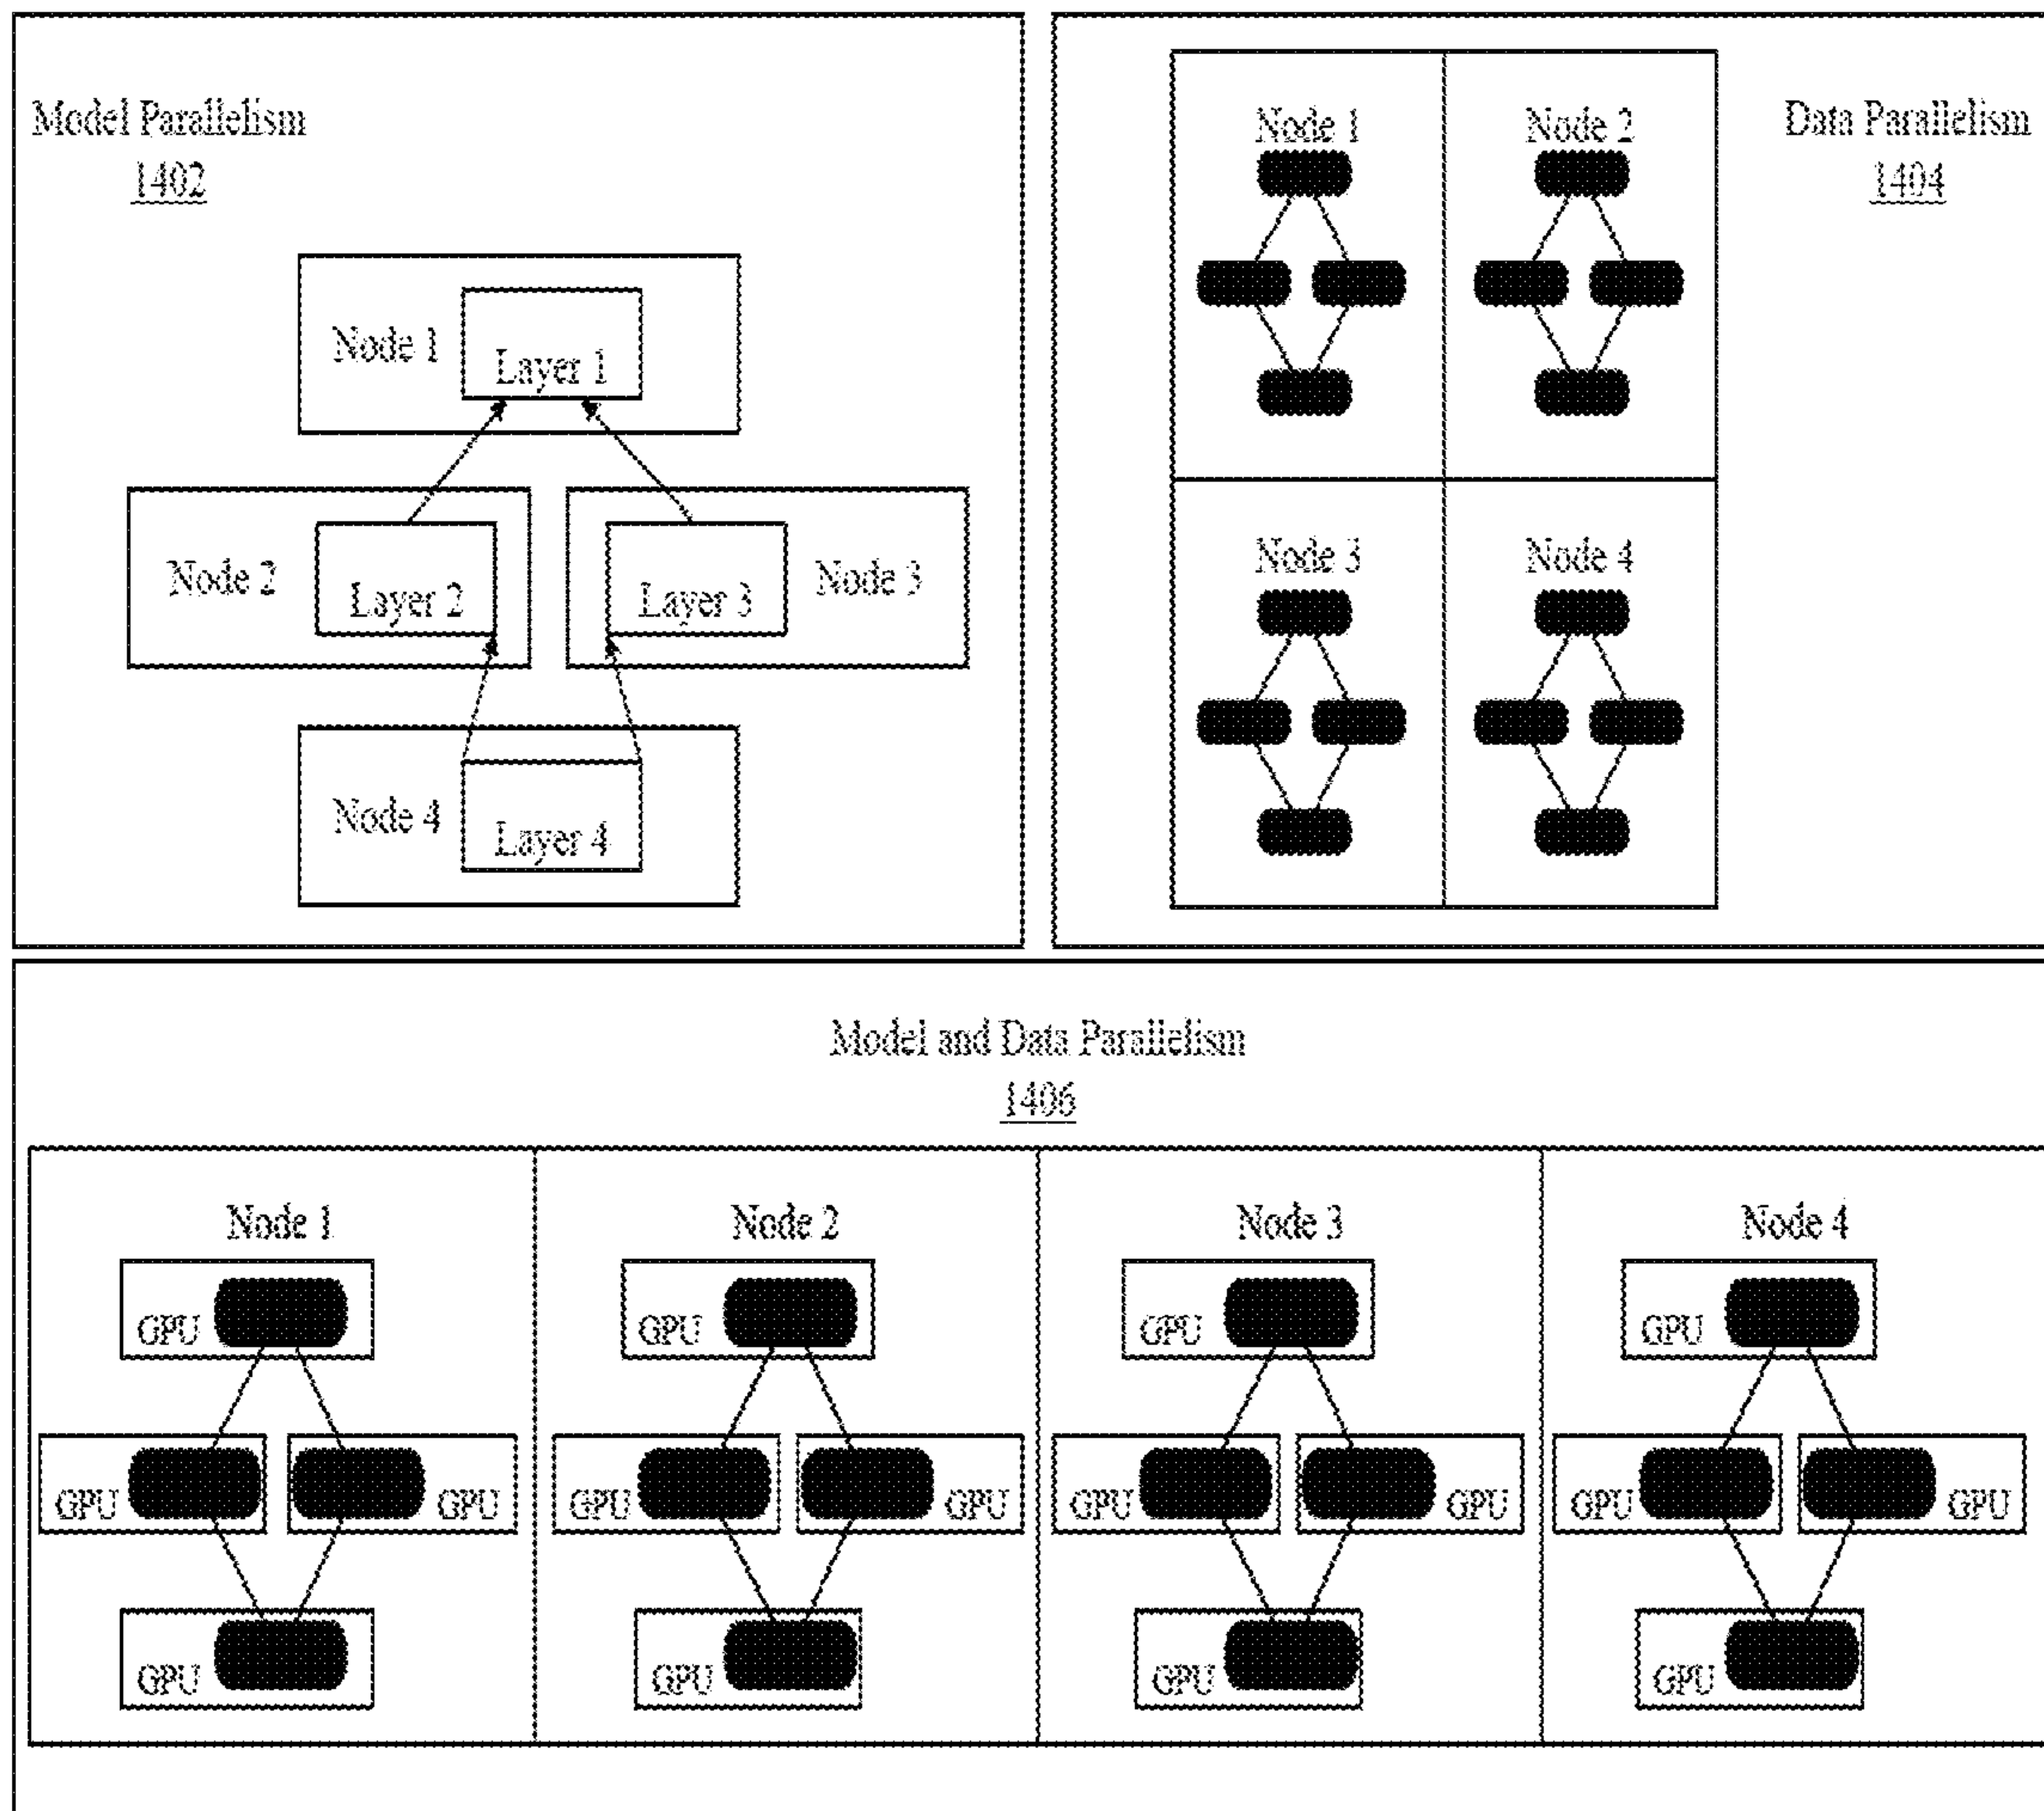 Model Parallelism
1402
Node 1
Layer 1
Node 2
Layer 2
Layer 3
Node 3
Node 4
Layer 4
Data Parallelism
1404
Node 1
Node 2
Node 3
Node 4
Model and Data Parallelism
1406
Node 1
GPU
GPU
GPU
GPU
Node 2
GPU
GPU
GPU
GPU
Node 3
GPU
GPU
GPU
GPU
Node 4
GPU
GPU
GPU
GPU